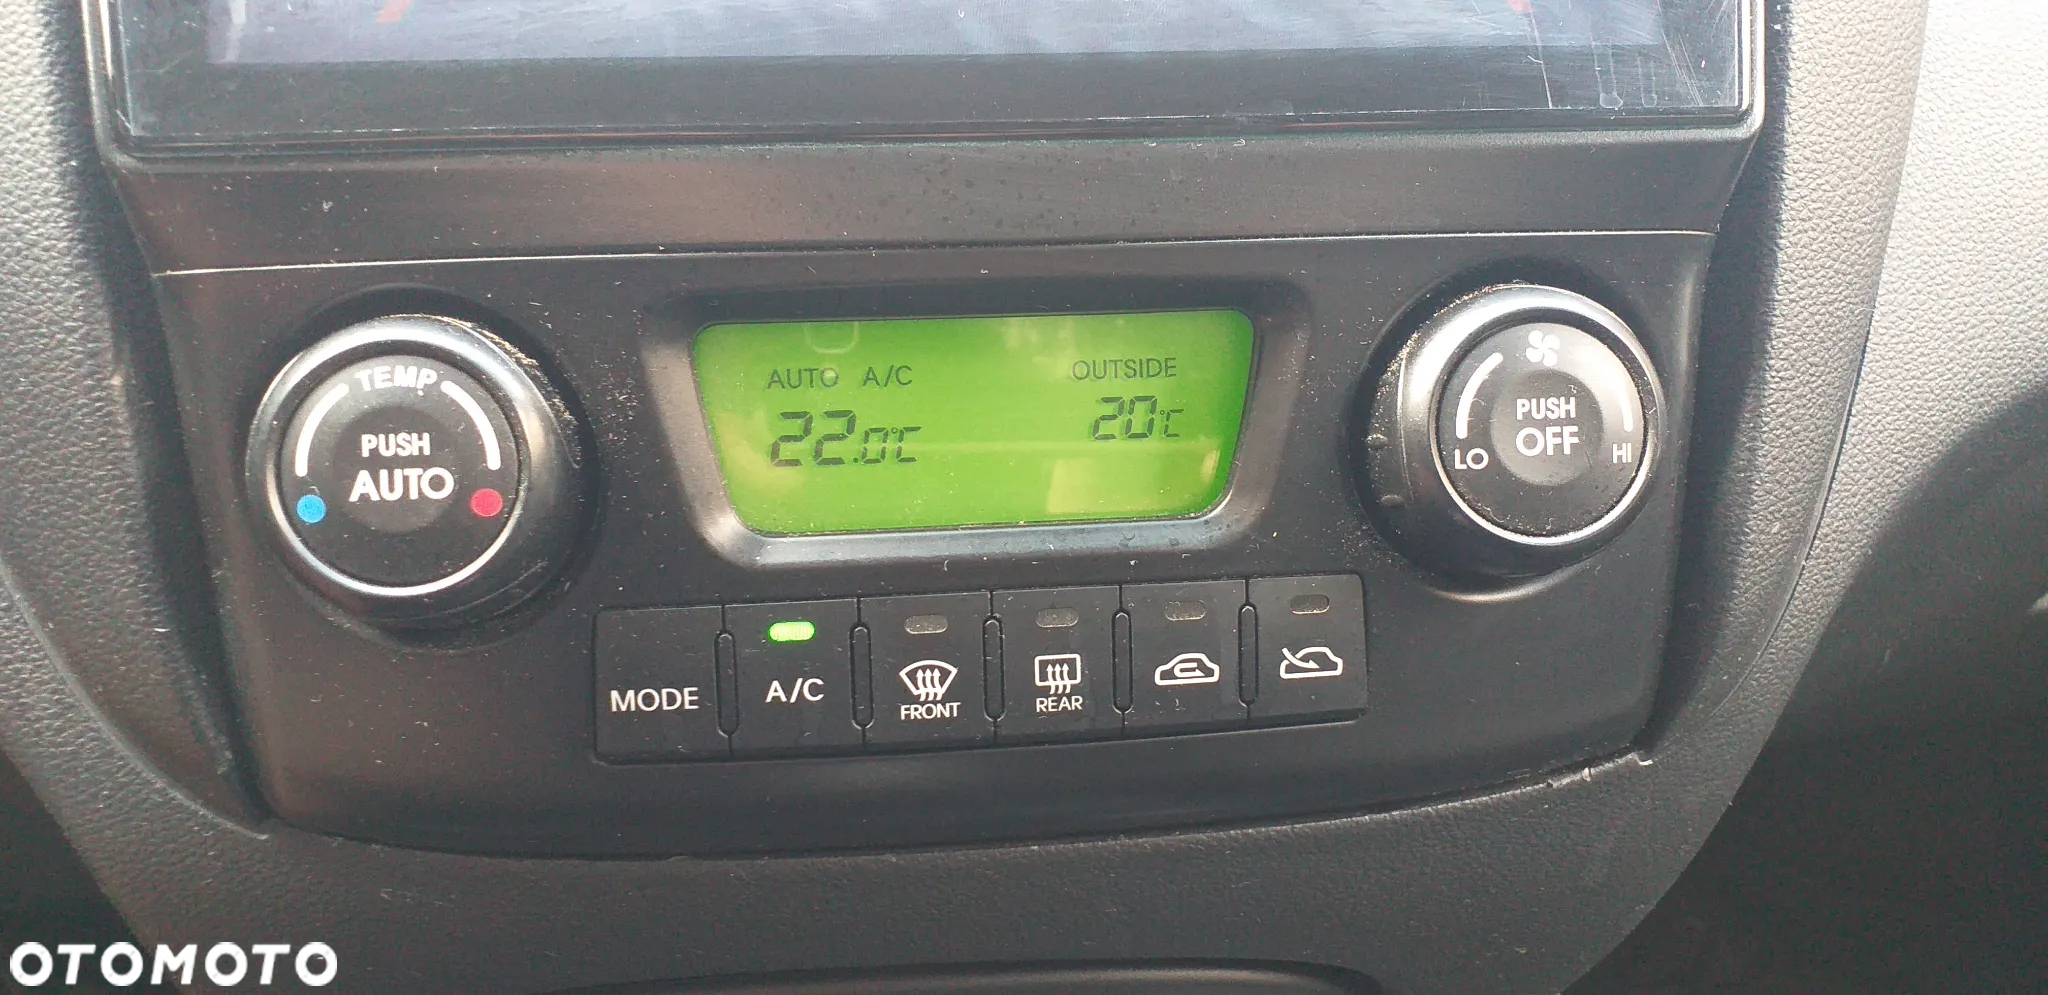 TEMP
PUSH
AUTO
AUTO A/C
22.0°C
OUTSIDE
20°C
PUSH
OFF
LO
HI
MODE
A/C
FRONT
REAR
OTOMOTO